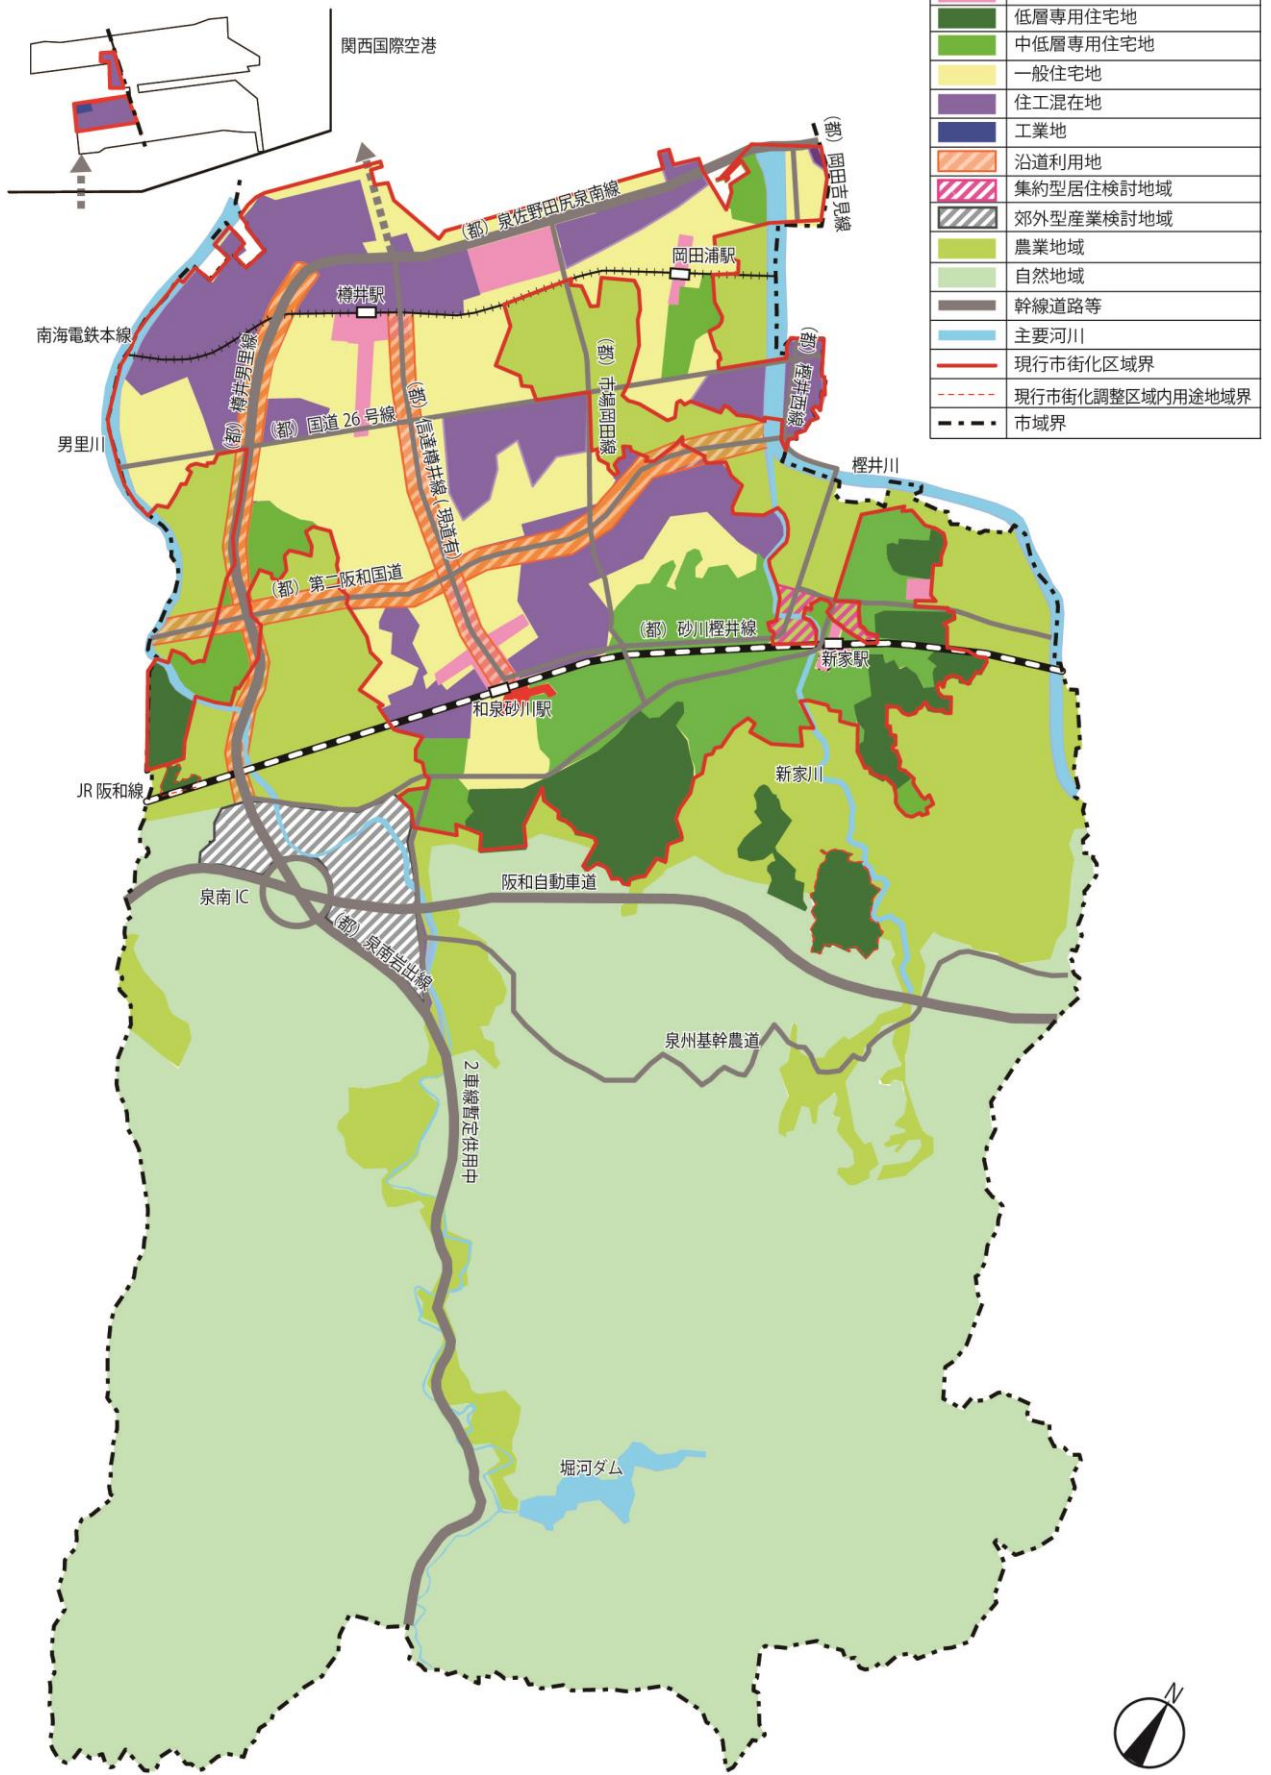 関西国際空港
低層専用住宅地
中低層専用住宅地
一般住宅地
住工混在地
工業地
沿道利用地
集約型居住検討地域
郊外型産業検討地域
農業地域
自然地域
幹線道路等
主要河川
現行市街化区域界
現行市街化調整区域内用途地域界
市域界
(都) 岡田吉見線
(都) 泉佐野田尻泉南線
岡田浦駅
樽井駅
南海電鉄本線
(都) 樽井男里線
(都) 市場岡田線
(都) 樫井西線
(都) 国道 26 号線
(都) 信達樽井線 (現道有)
男里川
樫井川
(都) 第二阪和国道
(都) 砂川樫井線
新家駅
和泉砂川駅
新家川
JR 阪和線
阪和自動車道
泉南 IC
(都) 泉南岩出線
泉州基幹農道
2 車線暫定供用中
堀河ダム
N